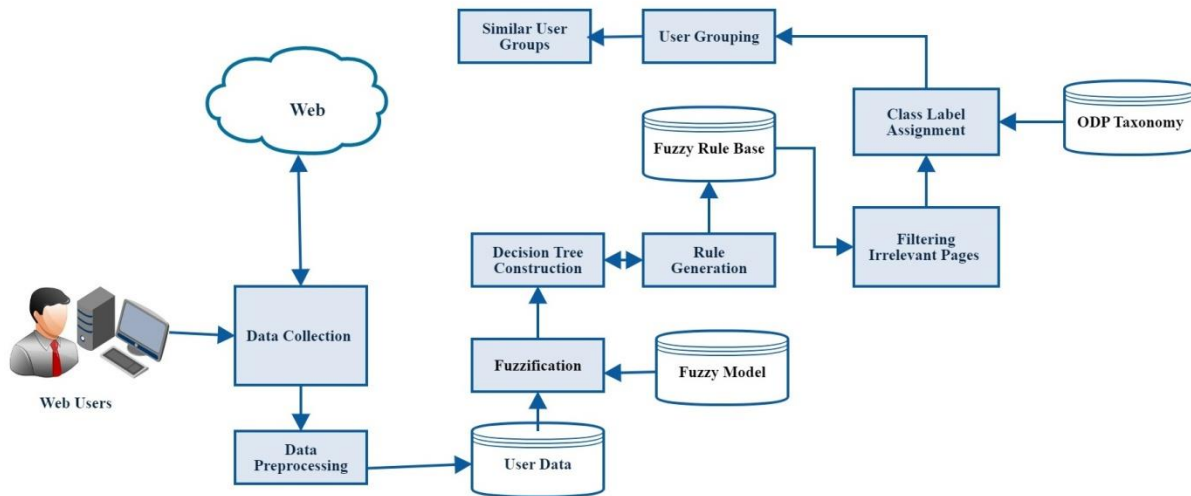 Similar User
Groups
User Grouping
Web
Class Label
Assignment
ODP Taxonomy
Fuzzy Rule Base
Decision Tree
Construction
Rule
Generation
Filtering
Irrelevant Pages
Data Collection
Fuzzification
Fuzzy Model
Web Users
Data
Preprocessing
User Data